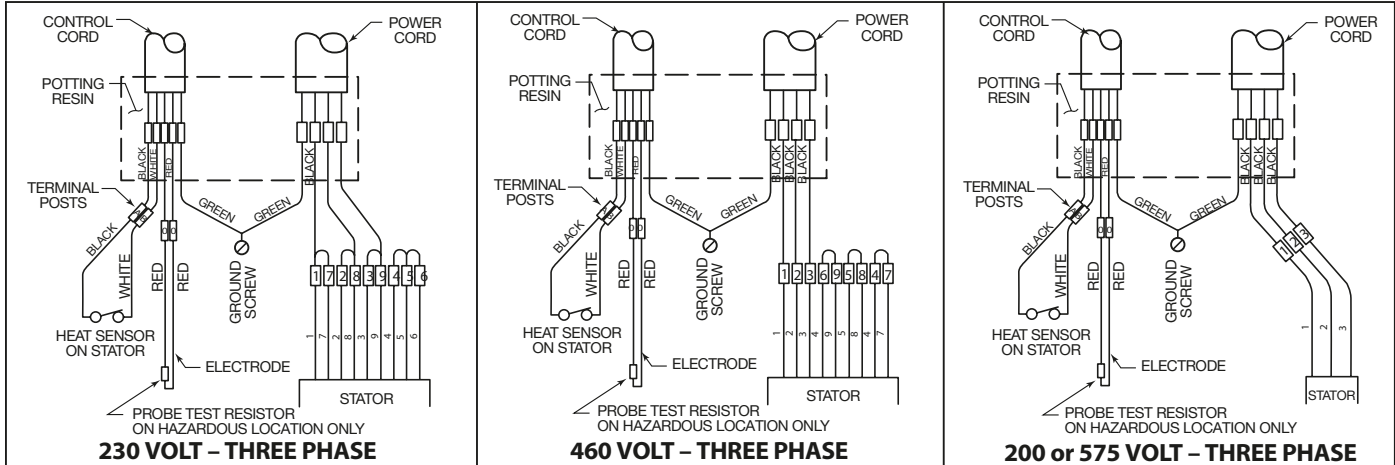 CONTROL
CORD
POWER
CORD
POTTING
RESIN
BLACK
WHITE
RED
BLACK
TERMINAL
POSTS
A B
GREEN
GREEN
BLACK
WHITE
RED
RED
GROUND
SCREW
1 7 2 8 3 9 4 5 6
1 7 2 8 3 9 4 5 6
HEAT SENSOR
ON STATOR
ELECTRODE
STATOR
PROBE TEST RESISTOR
ON HAZARDOUS LOCATION ONLY
230 VOLT – THREE PHASE
CONTROL
CORD
POWER
CORD
POTTING
RESIN
BLACK
WHITE
RED
BLACK
BLACK
BLACK
TERMINAL
POSTS
A B
GREEN
GREEN
BLACK
WHITE
RED
RED
GROUND
SCREW
1 2 3 6 9 5 8 4 7
1 2 3 4 9 5 8 4 7
HEAT SENSOR
ON STATOR
ELECTRODE
STATOR
PROBE TEST RESISTOR
ON HAZARDOUS LOCATION ONLY
460 VOLT – THREE PHASE
CONTROL
CORD
POWER
CORD
POTTING
RESIN
BLACK
WHITE
RED
BLACK
BLACK
BLACK
TERMINAL
POSTS
A B
GREEN
GREEN
BLACK
WHITE
RED
RED
GROUND
SCREW
1 2 3
1 2 3
HEAT SENSOR
ON STATOR
ELECTRODE
STATOR
PROBE TEST RESISTOR
ON HAZARDOUS LOCATION ONLY
200 or 575 VOLT – THREE PHASE